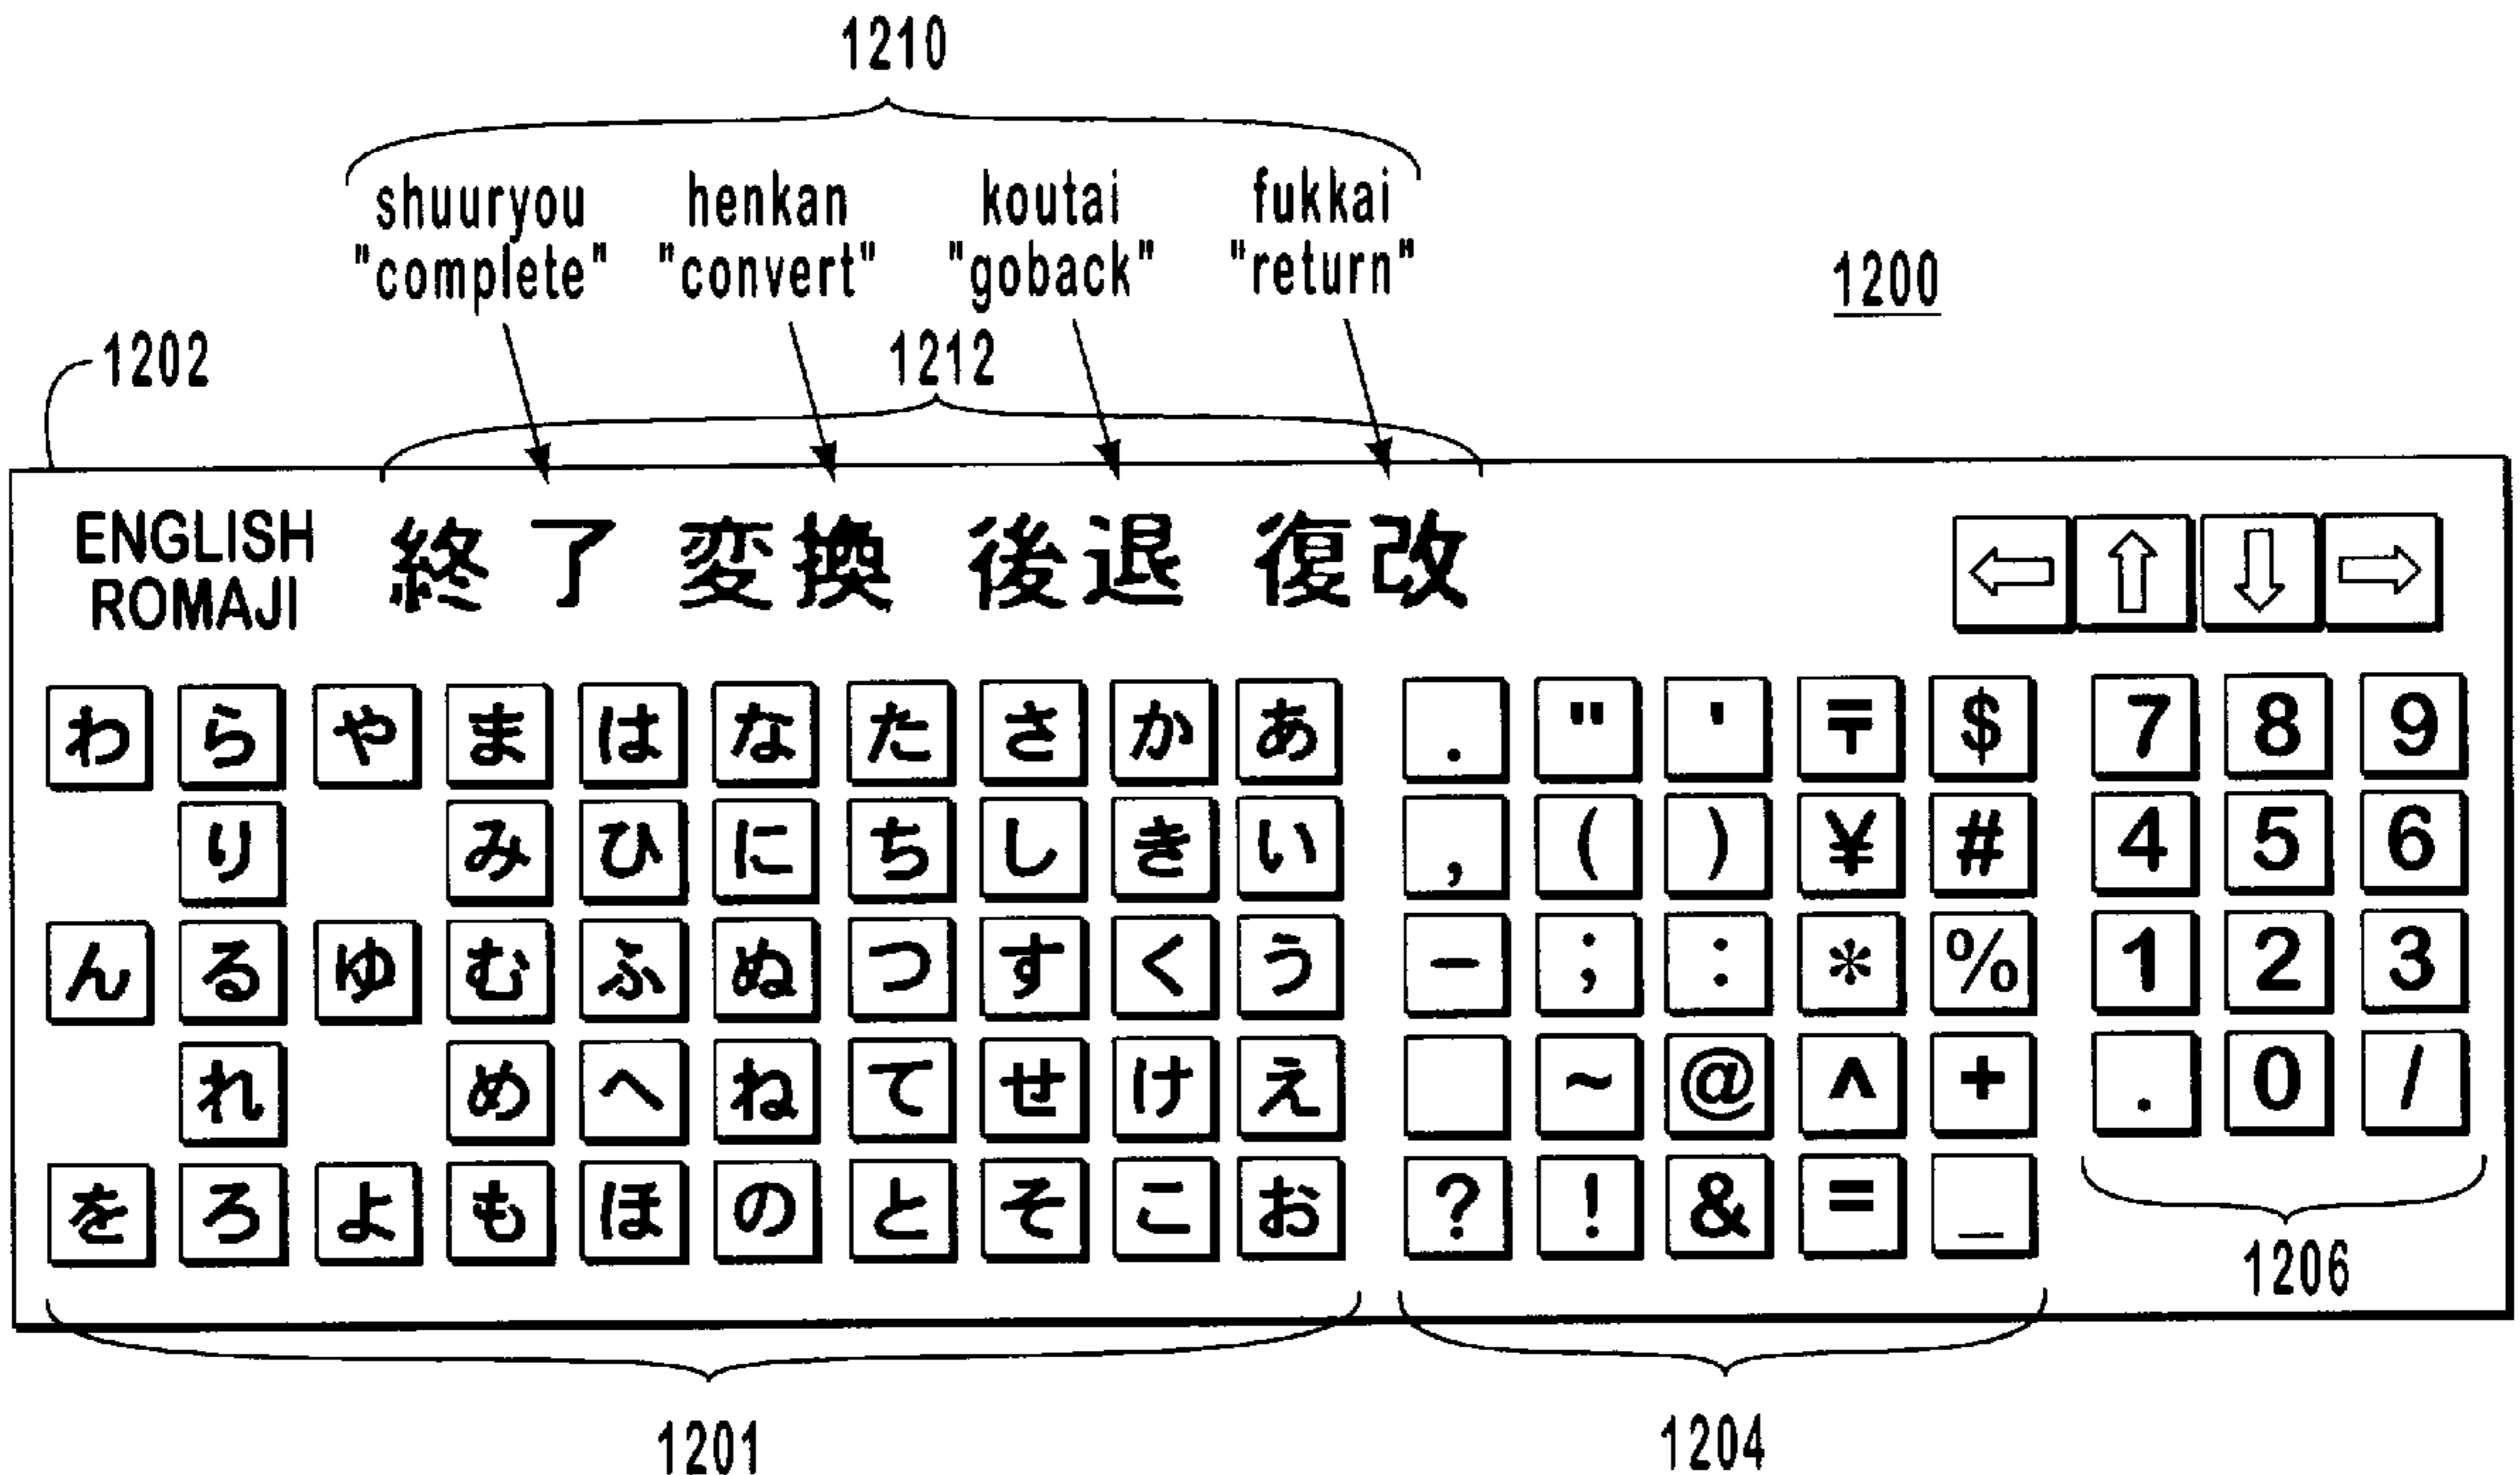 1210
shuuryou henkan koutai fukkai
"complete" "convert" "goback" "return"
1200
1202
1212
ENGLISH
ROMAJI
終了 変換 後退 復改
わ ら や ま は な た さ か あ . " ' 〒 $ 7 8 9
り み ひ に ち し き い , ( ) ¥ # 4 5 6
ん る ゆ む ふ ぬ つ す く う - ; : * % 1 2 3
れ め へ ね て せ け え ~ @ ^ + . 0 /
を ろ よ も ほ の と そ こ お ? ! & = _
1206
1201
1204